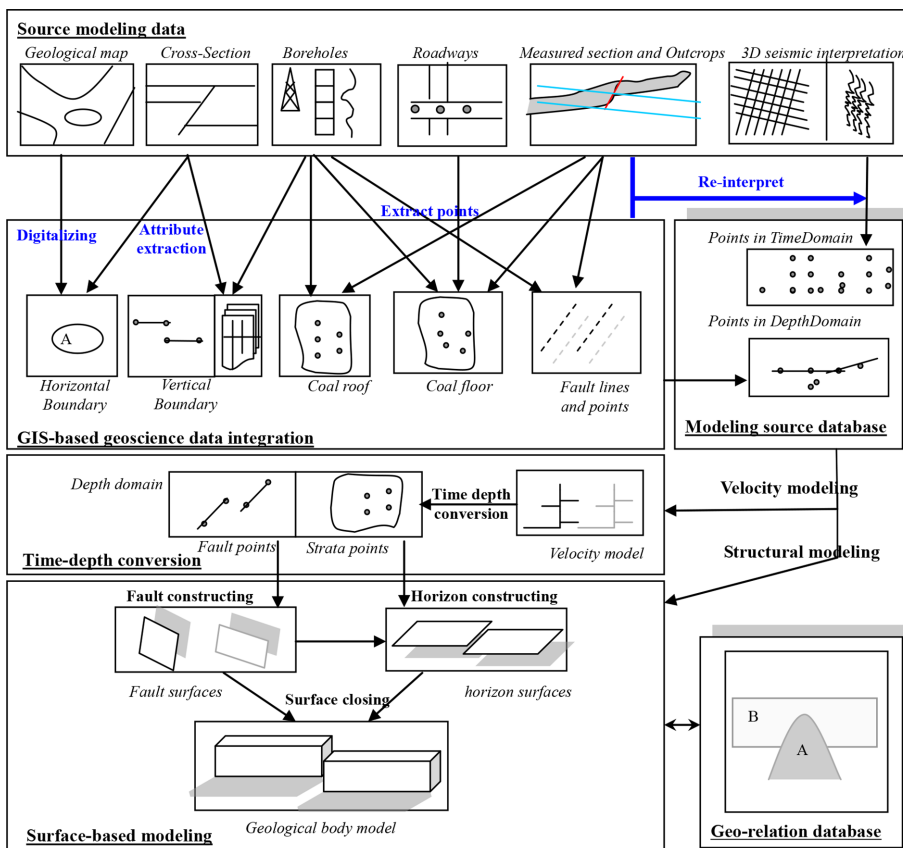 Source modeling data
Geological map
Cross-Section
Boreholes
Roadways
Measured section and Outcrops
3D seismic interpretation
Re-interpret
Extract points
Digitalizing
Attribute
extraction
Points in TimeDomain
Points in DepthDomain
A
Horizontal
Boundary
Vertical
Boundary
Coal roof
Coal floor
Fault lines
and points
GIS-based geoscience data integration
Modeling source database
Depth domain
Time depth
conversion
Velocity modeling
Fault points
Strata points
Velocity model
Time-depth conversion
Structural modeling
Fault constructing
Horizon constructing
Fault surfaces
Surface closing
horizon surfaces
B
A
Geological body model
Surface-based modeling
Geo-relation database